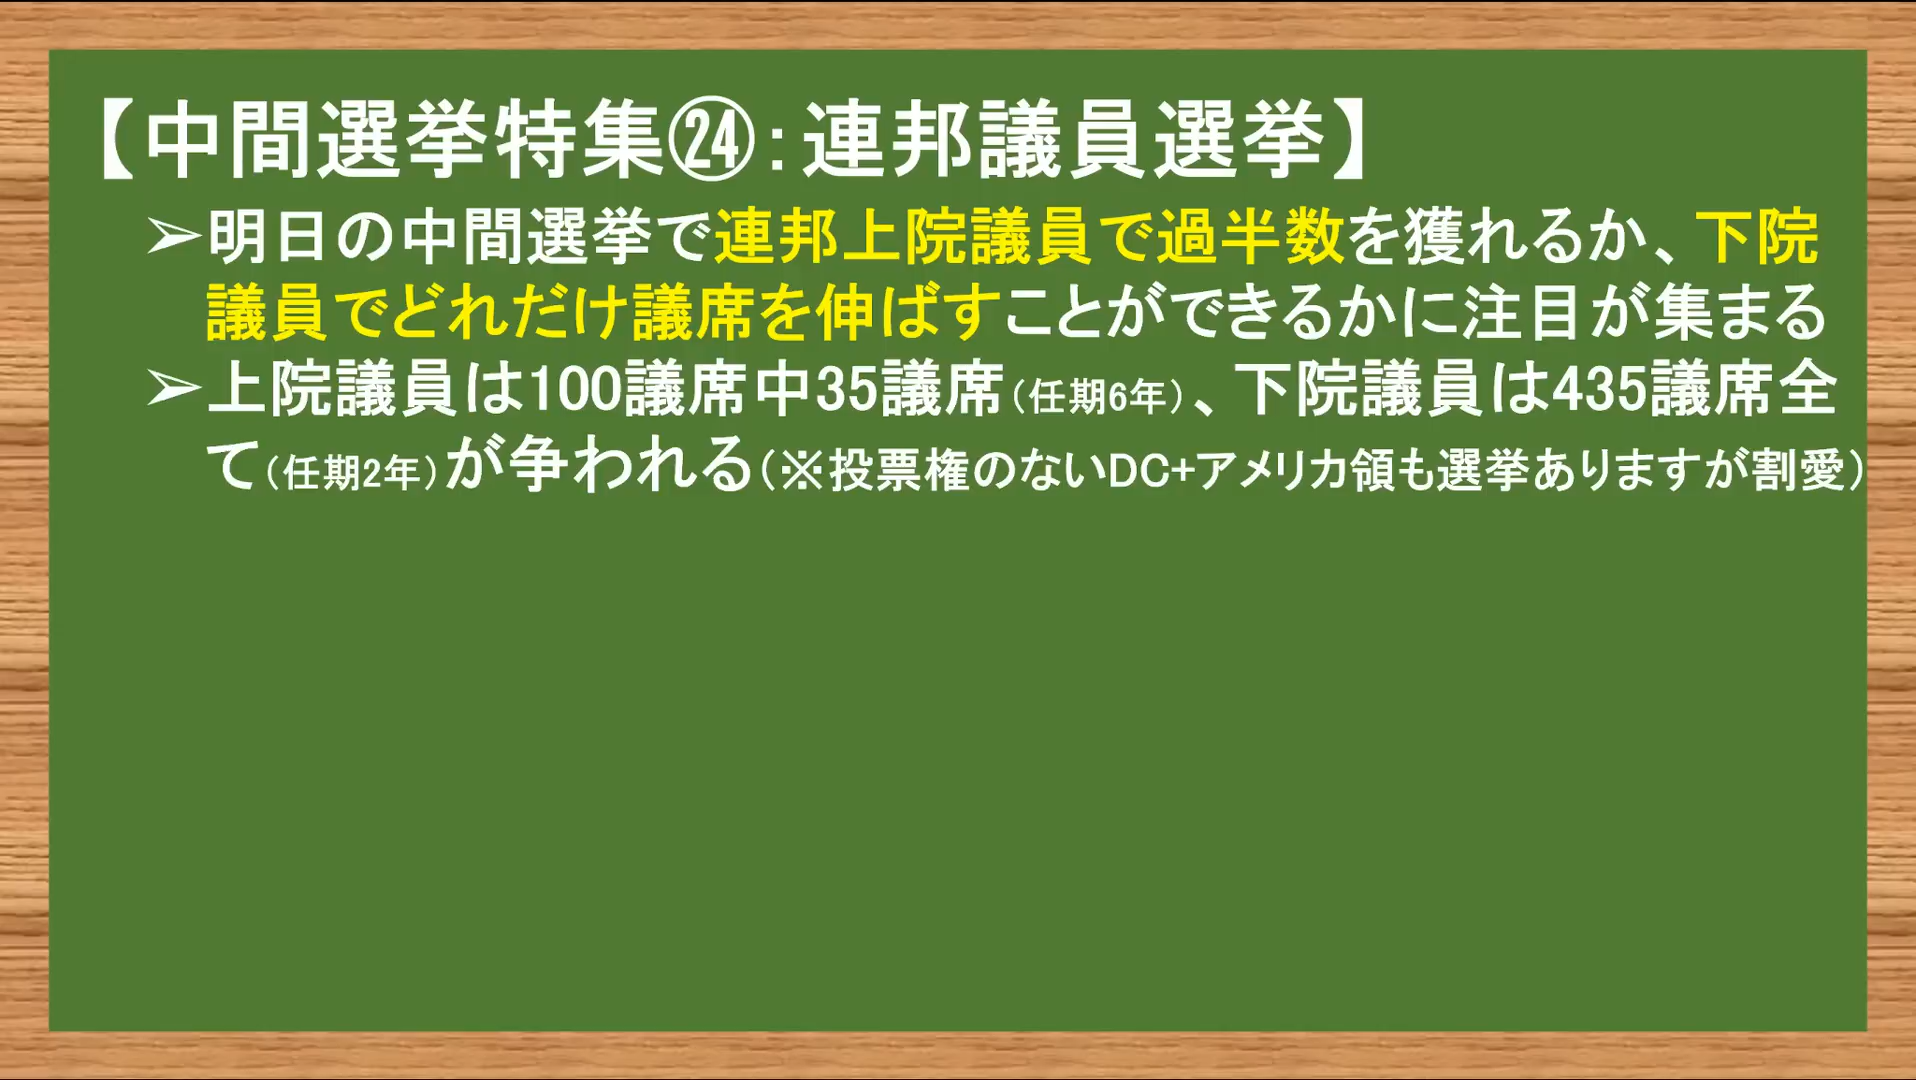 【中間選挙特集㉔：連邦議員選挙】
➢明日の中間選挙で連邦上院議員で過半数を獲れるか、下院
議員でどれだけ議席を伸ばすことができるかに注目が集まる
➢上院議員は100議席中35議席（任期6年）、下院議員は435議席全
て（任期2年）が争われる（※投票権のないDC+アメリカ領も選挙ありますが割愛）